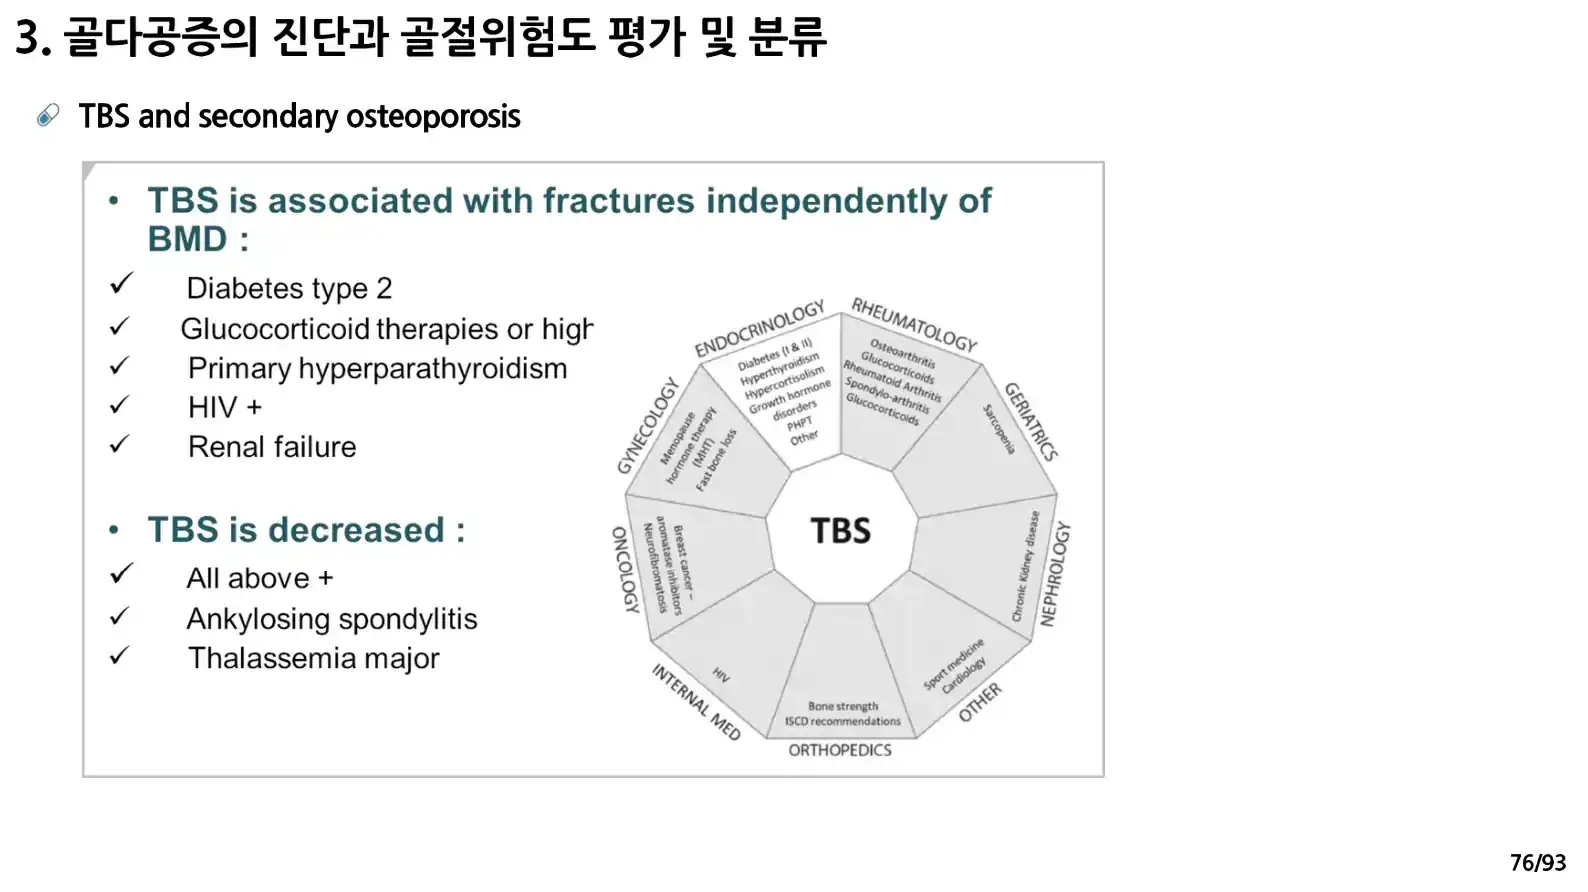 3. 골다공증의 진단과 골절위험도 평가 및 분류
TBS and secondary osteoporosis
• TBS is associated with fractures independently of
BMD :
✓ Diabetes type 2
✓ Glucocorticoid therapies or high
✓ Primary hyperparathyroidism
✓ HIV +
✓ Renal failure
• TBS is decreased :
✓ All above +
✓ Ankylosing spondylitis
✓ Thalassemia major
TBS
ENDOCRINOLOGY
Diabetes (I & II)
Hyperthyroidism
Hypercortisolism
Growth hormone
disorders
PHPT
Other
RHEUMATOLOGY
Osteoarthritis
Glucocorticoids
Rheumatoid Arthritis
Spondylo-arthritis
Glucocorticoids
GERIATRICS
Sarcopenia
NEPHROLOGY
Chronic Kidney disease
OTHER
Sport medicine
Cardiology
ORTHOPEDICS
Bone strength
ISCD recommendations
INTERNAL MED
HIV
ONCOLOGY
Breast cancer –
aromatase inhibitors
Neurofibromatosis
GYNECOLOGY
Menopause
hormone therapy
(MHT)
Fast bone loss
76/93